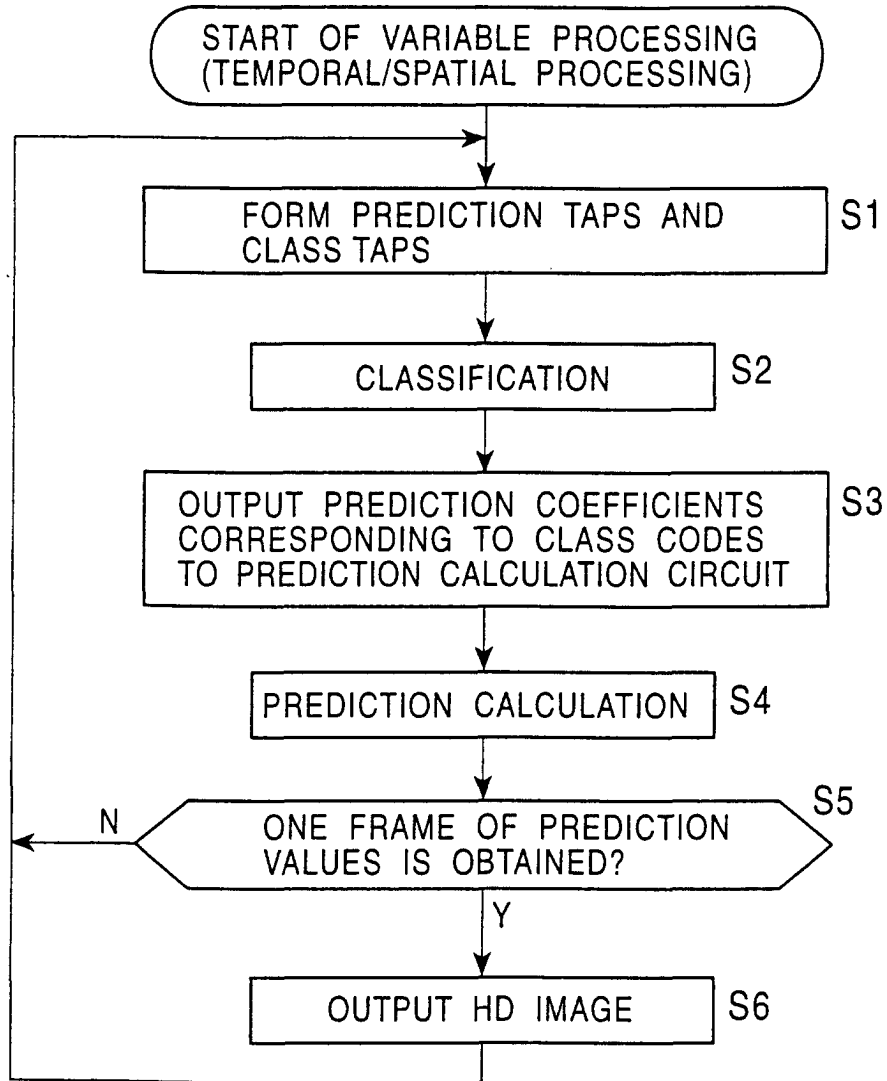 START OF VARIABLE PROCESSING
(TEMPORAL/SPATIAL PROCESSING)
FORM PREDICTION TAPS AND
CLASS TAPS
S1
CLASSIFICATION
S2
OUTPUT PREDICTION COEFFICIENTS
CORRESPONDING TO CLASS CODES
TO PREDICTION CALCULATION CIRCUIT
S3
PREDICTION CALCULATION
S4
N
ONE FRAME OF PREDICTION
VALUES IS OBTAINED?
S5
Y
OUTPUT HD IMAGE
S6